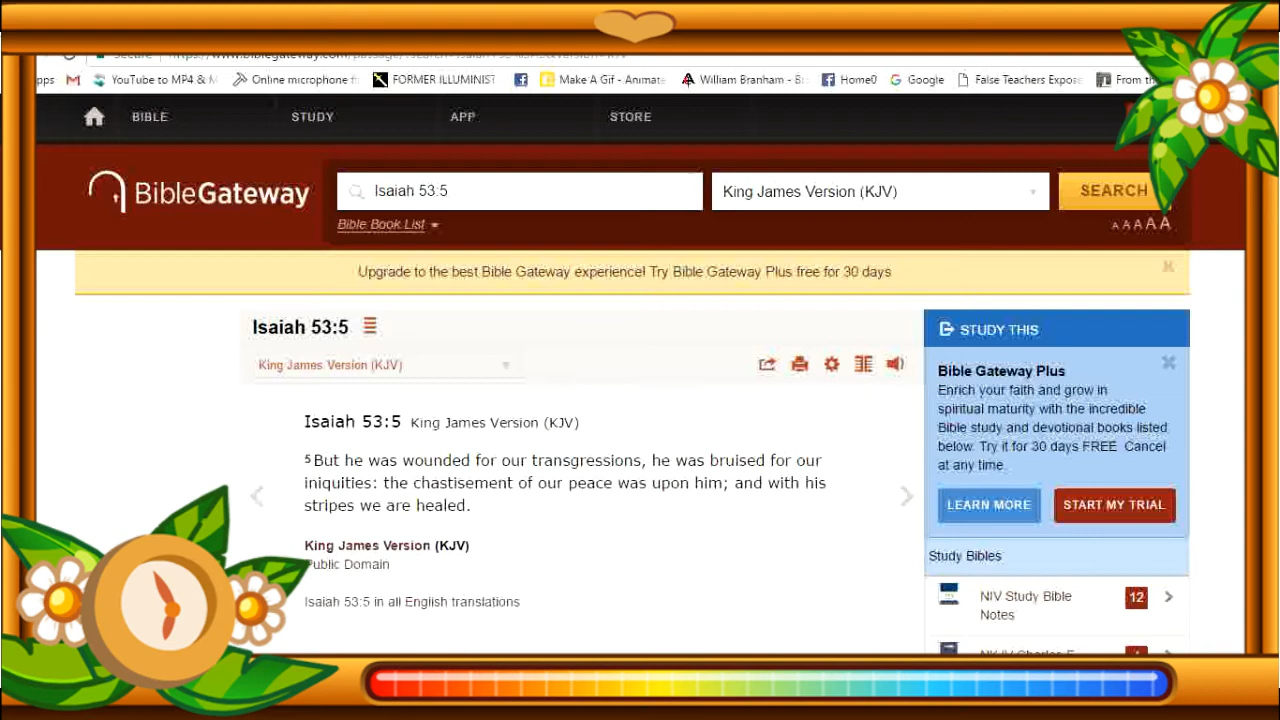 apps YouTube to MP4 & M Online microphone f FORMER ILLUMINIST Make A Gif - Animate William Branham - Bi Home0 Google False Teachers Expose From th
BIBLE STUDY APP STORE
BibleGateway Isaiah 53:5 King James Version (KJV) SEARCH
Bible Book List A A A A A
Upgrade to the best Bible Gateway experience! Try Bible Gateway Plus free for 30 days
Isaiah 53:5
King James Version (KJV)
Isaiah 53:5 King James Version (KJV)
5 But he was wounded for our transgressions, he was bruised for our
iniquities: the chastisement of our peace was upon him; and with his
stripes we are healed.
King James Version (KJV)
Public Domain
Isaiah 53:5 in all English translations
STUDY THIS
Bible Gateway Plus
Enrich your faith and grow in
spiritual maturity with the incredible
Bible study and devotional books listed
below. Try it for 30 days FREE. Cancel
at any time.
LEARN MORE START MY TRIAL
Study Bibles
NIV Study Bible 12
Notes